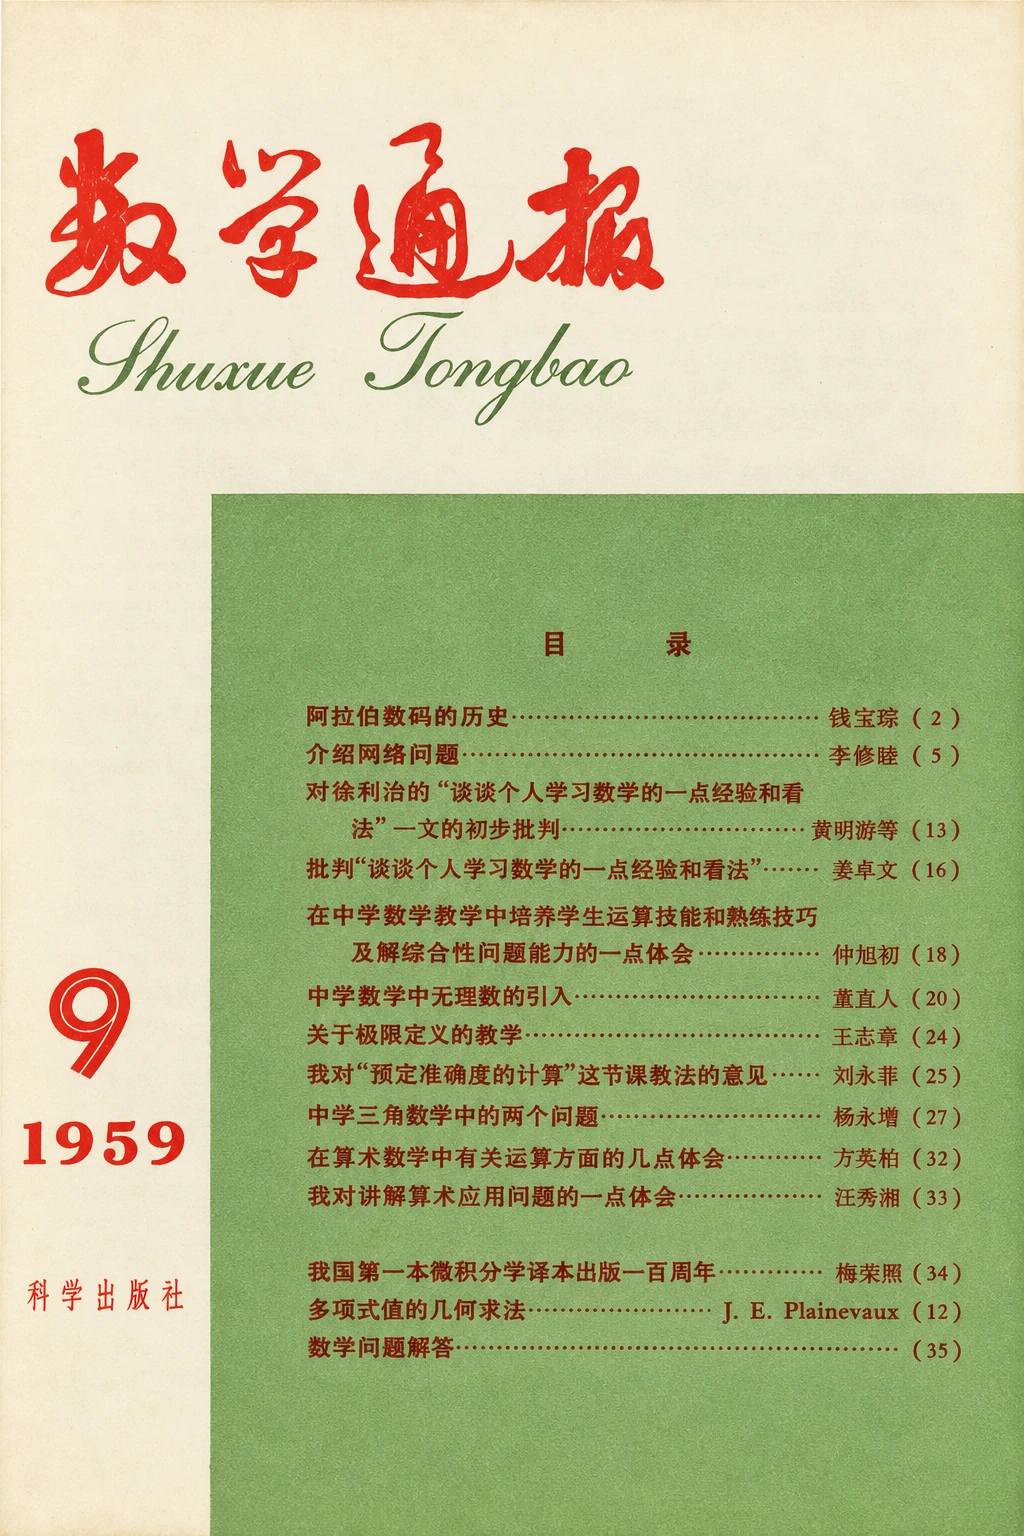 数学通报
Shuxue Tongbao
目 录
阿拉伯数码的历史…………………………………… 钱宝琮 ( 2 )
介绍网络问题………………………………………… 李修睦 ( 5 )
对徐利治的“谈谈个人学习数学的一点经验和看
法”一文的初步批判…………………………… 黄明游等 (13)
批判“谈谈个人学习数学的一点经验和看法”……… 姜卓文 (16)
在中学数学教学中培养学生运算技能和熟练技巧
及解综合性问题能力的一点体会…………… 仲旭初 (18)
中学数学中无理数的引入…………………………… 董直人 (20)
关于极限定义的教学………………………………… 王志章 (24)
我对“预定准确度的计算”这节课教法的意见…… 刘永菲 (25)
中学三角数学中的两个问题………………………… 杨永增 (27)
在算术数学中有关运算方面的几点体会………… 方英柏 (32)
我对讲解算术应用问题的一点体会……………… 汪秀湘 (33)
我国第一本微积分学译本出版一百周年………… 梅荣照 (34)
多项式值的几何求法…………………… J. E. Plainevaux (12)
数学问题解答…………………………………………………… (35)
9
1959
科学出版社